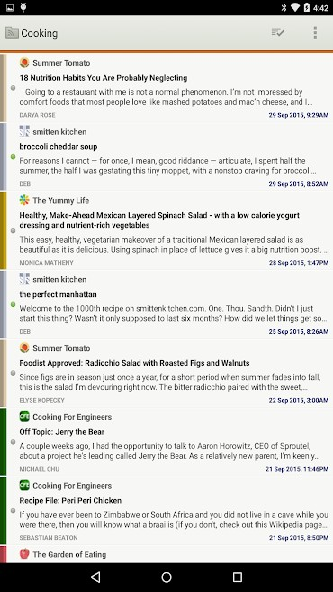 4:42
Cooking
Summer Tomato
18 Nutrition Habits You Are Probably Neglecting
Going to a restaurant with me is not a normal phenomenon. I'm not impressed by
comfort foods that most people love like mashed potatoes and mac'n cheese, and I...
DARYA ROSE 29 Sep 2015, 9:29AM
smitten kitchen
broccoli cheddar soup
For reasons I cannot — for once, I mean, good riddance — articulate, I spent half the
summer, the half I was gestating this tiny moppet, with a nonstop craving for broccoli ...
DEB 29 Sep 2015, 8:52AM
The Yummy Life
Healthy, Make-Ahead Mexican Layered Spinach Salad - with a low calorie yogurt
dressing and nutrient-rich vegetables
This easy, healthy, vegetarian makeover of a traditional Mexican layered salad is as
beautiful as it is delicious. Using spinach in place of lettuce gives it a big nutrition boost. ...
MONICA MATHENY 28 Sep 2015, 1:47PM
smitten kitchen
the perfect manhattan
Welcome to the 1000th recipe on smittenkitchen.com. One. Thou. Sandth. Didn't I just
start this thing? Wasn't it only supposed to last six months? How did we let things get so...
DEB 25 Sep 2015, 8:26AM
Summer Tomato
Foodist Approved: Radicchio Salad with Roasted Figs and Walnuts
Since figs are in season just once a year, for a short period when summer fades into fall,
this is the salad I'm devouring right now. The bitter radicchio paired with the sweet,...
ELYSE KOPECKY 22 Sep 2015, 3:00AM
Cooking For Engineers
Off Topic: Jerry the Bear
A couple weeks ago, I had the opportunity to talk to Aaron Horowitz, CEO of Sproutel,
about a project he's leading called Jerry the Bear. As a relatively new parent, I'm keenly...
MICHAEL CHU 21 Sep 2015, 11:46PM
Cooking For Engineers
Recipe File: Peri Peri Chicken
If you have ever been to Zimbabwe or South Africa and you did not live in a cave while you
were there, then you will know what a braai is (if you don't, check out this Wikipedia page...
SEBASTIAN BEATON 21 Sep 2015, 8:50PM
The Garden of Eating